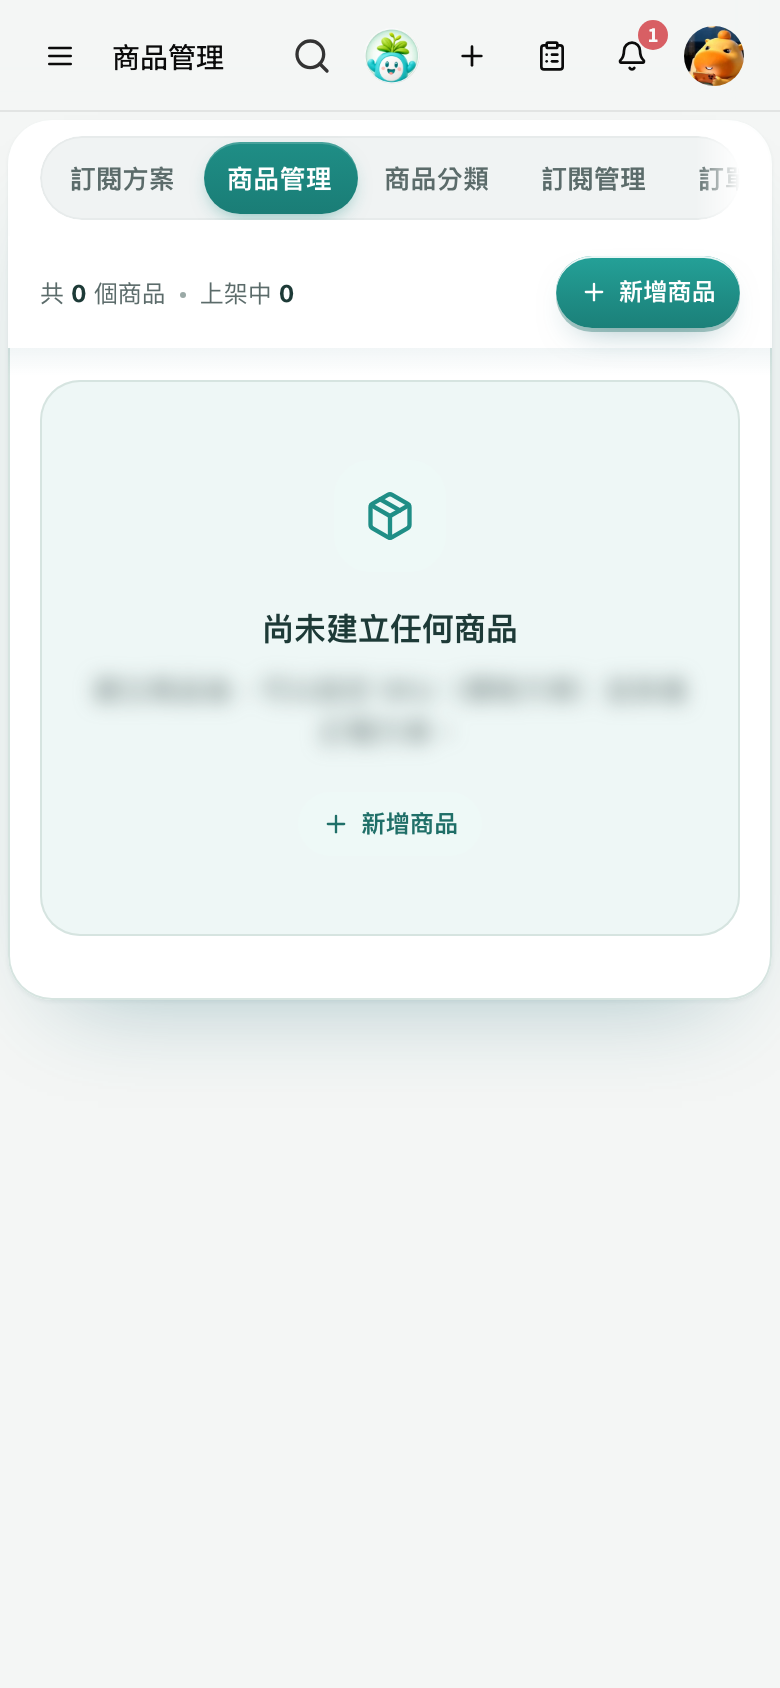 商品管理
1
訂閱方案 商品管理 商品分類 訂閱管理 訂
共 0 個商品 • 上架中 0
+ 新增商品
尚未建立任何商品
+ 新增商品